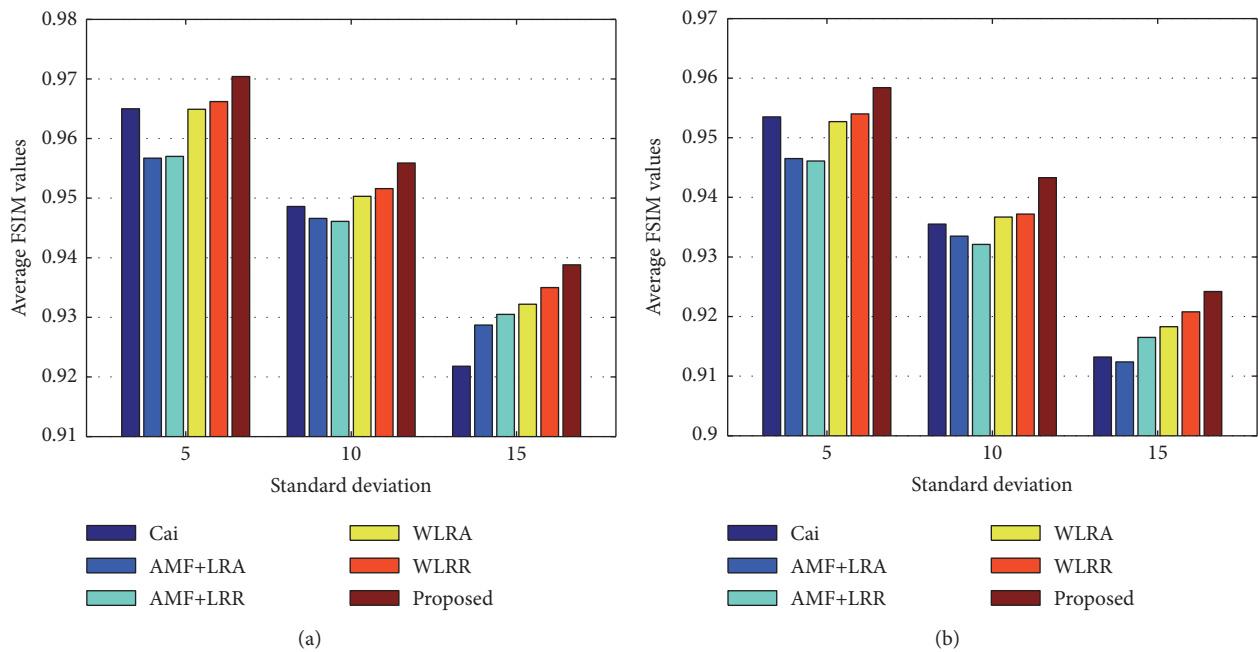 0.98
0.97
0.96
0.95
0.94
0.93
0.92
0.91
Average FSIM values
5 10 15
Standard deviation
Cai
AMF+LRA
AMF+LRR
WLRA
WLRR
Proposed
(a)
0.97
0.96
0.95
0.94
0.93
0.92
0.91
0.9
Average FSIM values
5 10 15
Standard deviation
Cai
AMF+LRA
AMF+LRR
WLRA
WLRR
Proposed
(b)